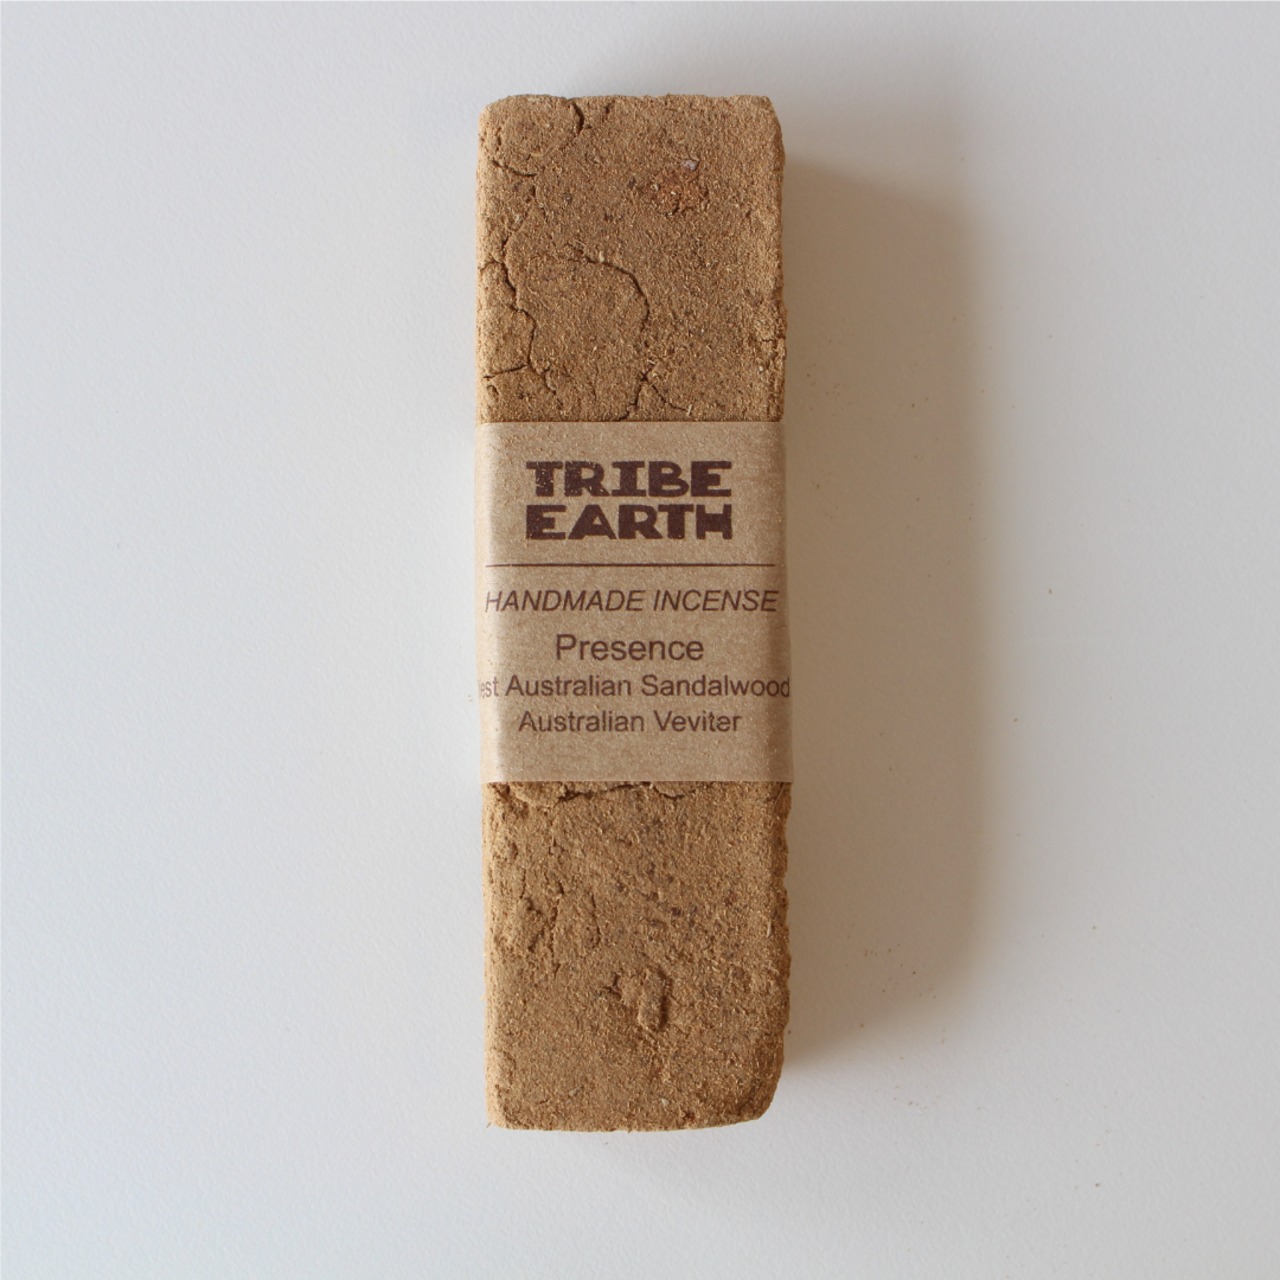 TRIBE
EARTH
HANDMADE INCENSE
Presence
est Australian Sandalwood
Australian Veviter